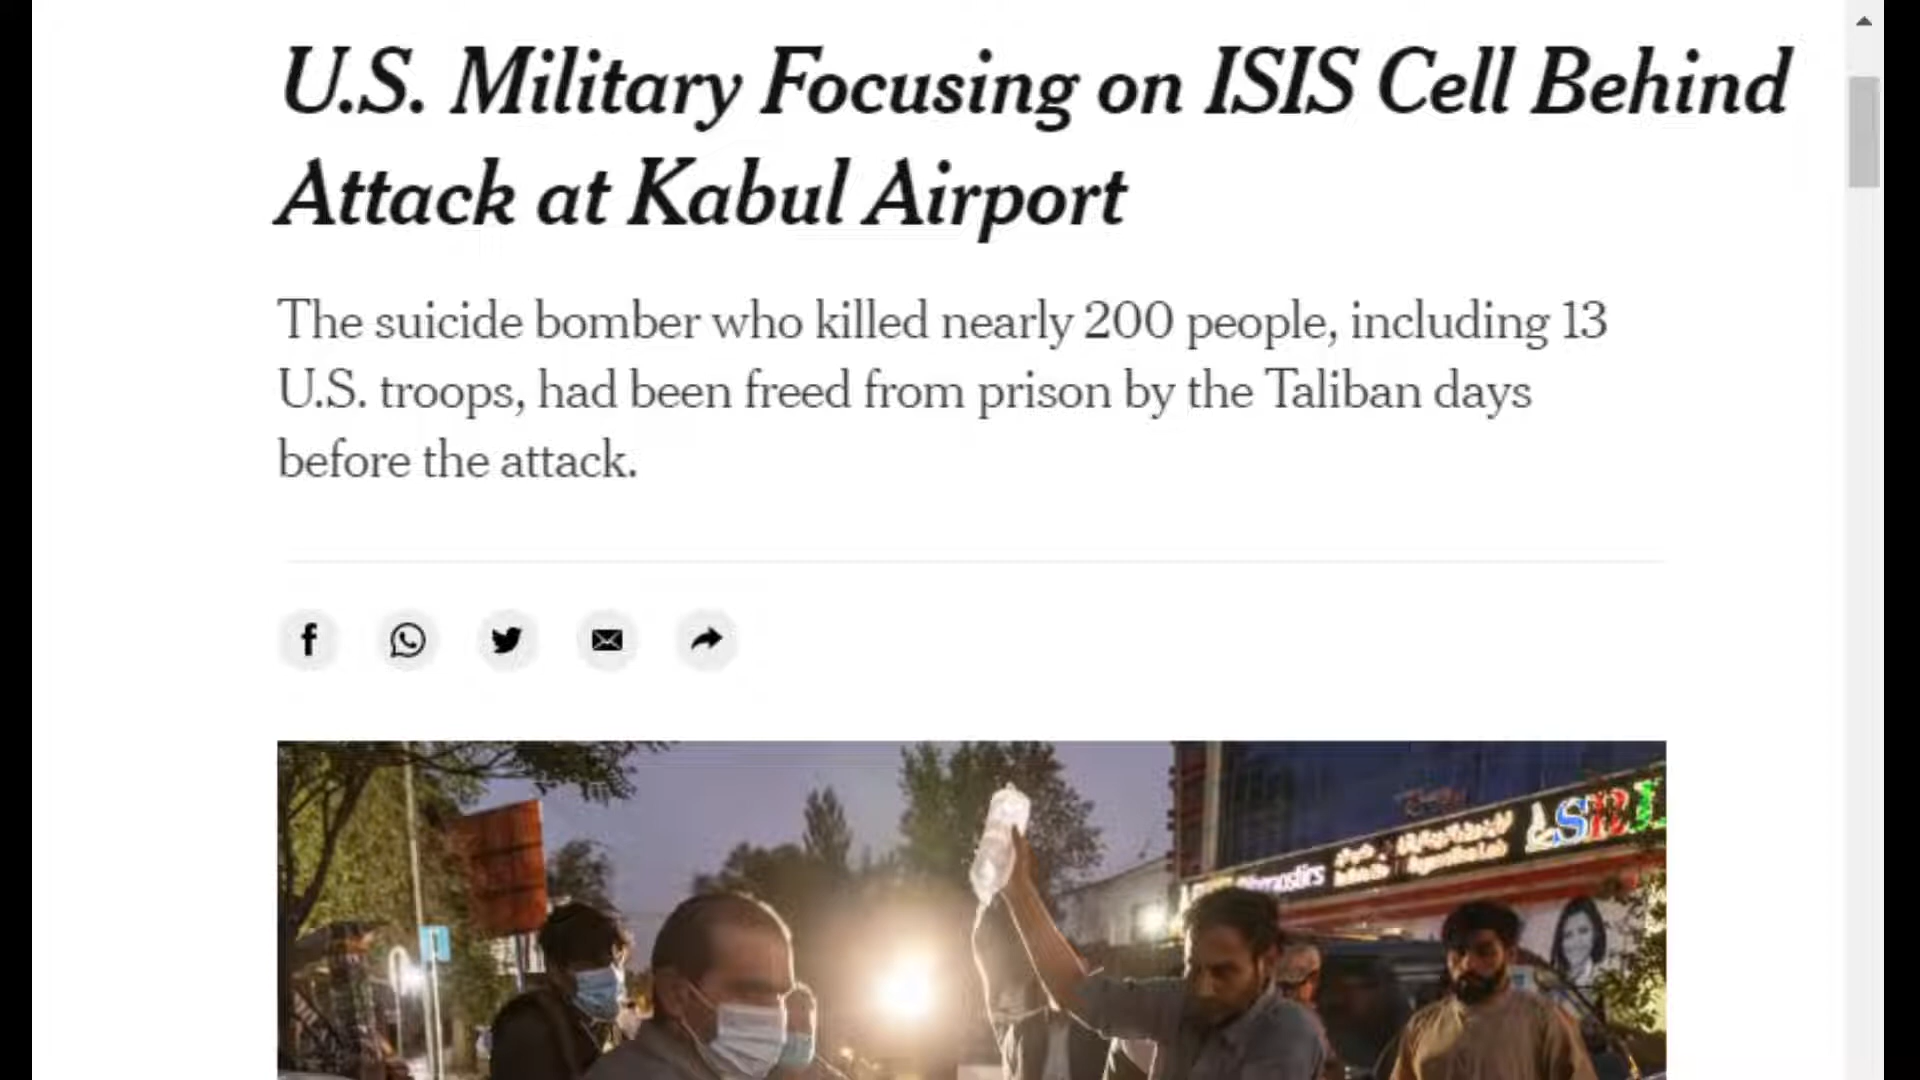 U.S. Military Focusing on ISIS Cell Behind
Attack at Kabul Airport
The suicide bomber who killed nearly 200 people, including 13
U.S. troops, had been freed from prison by the Taliban days
before the attack.